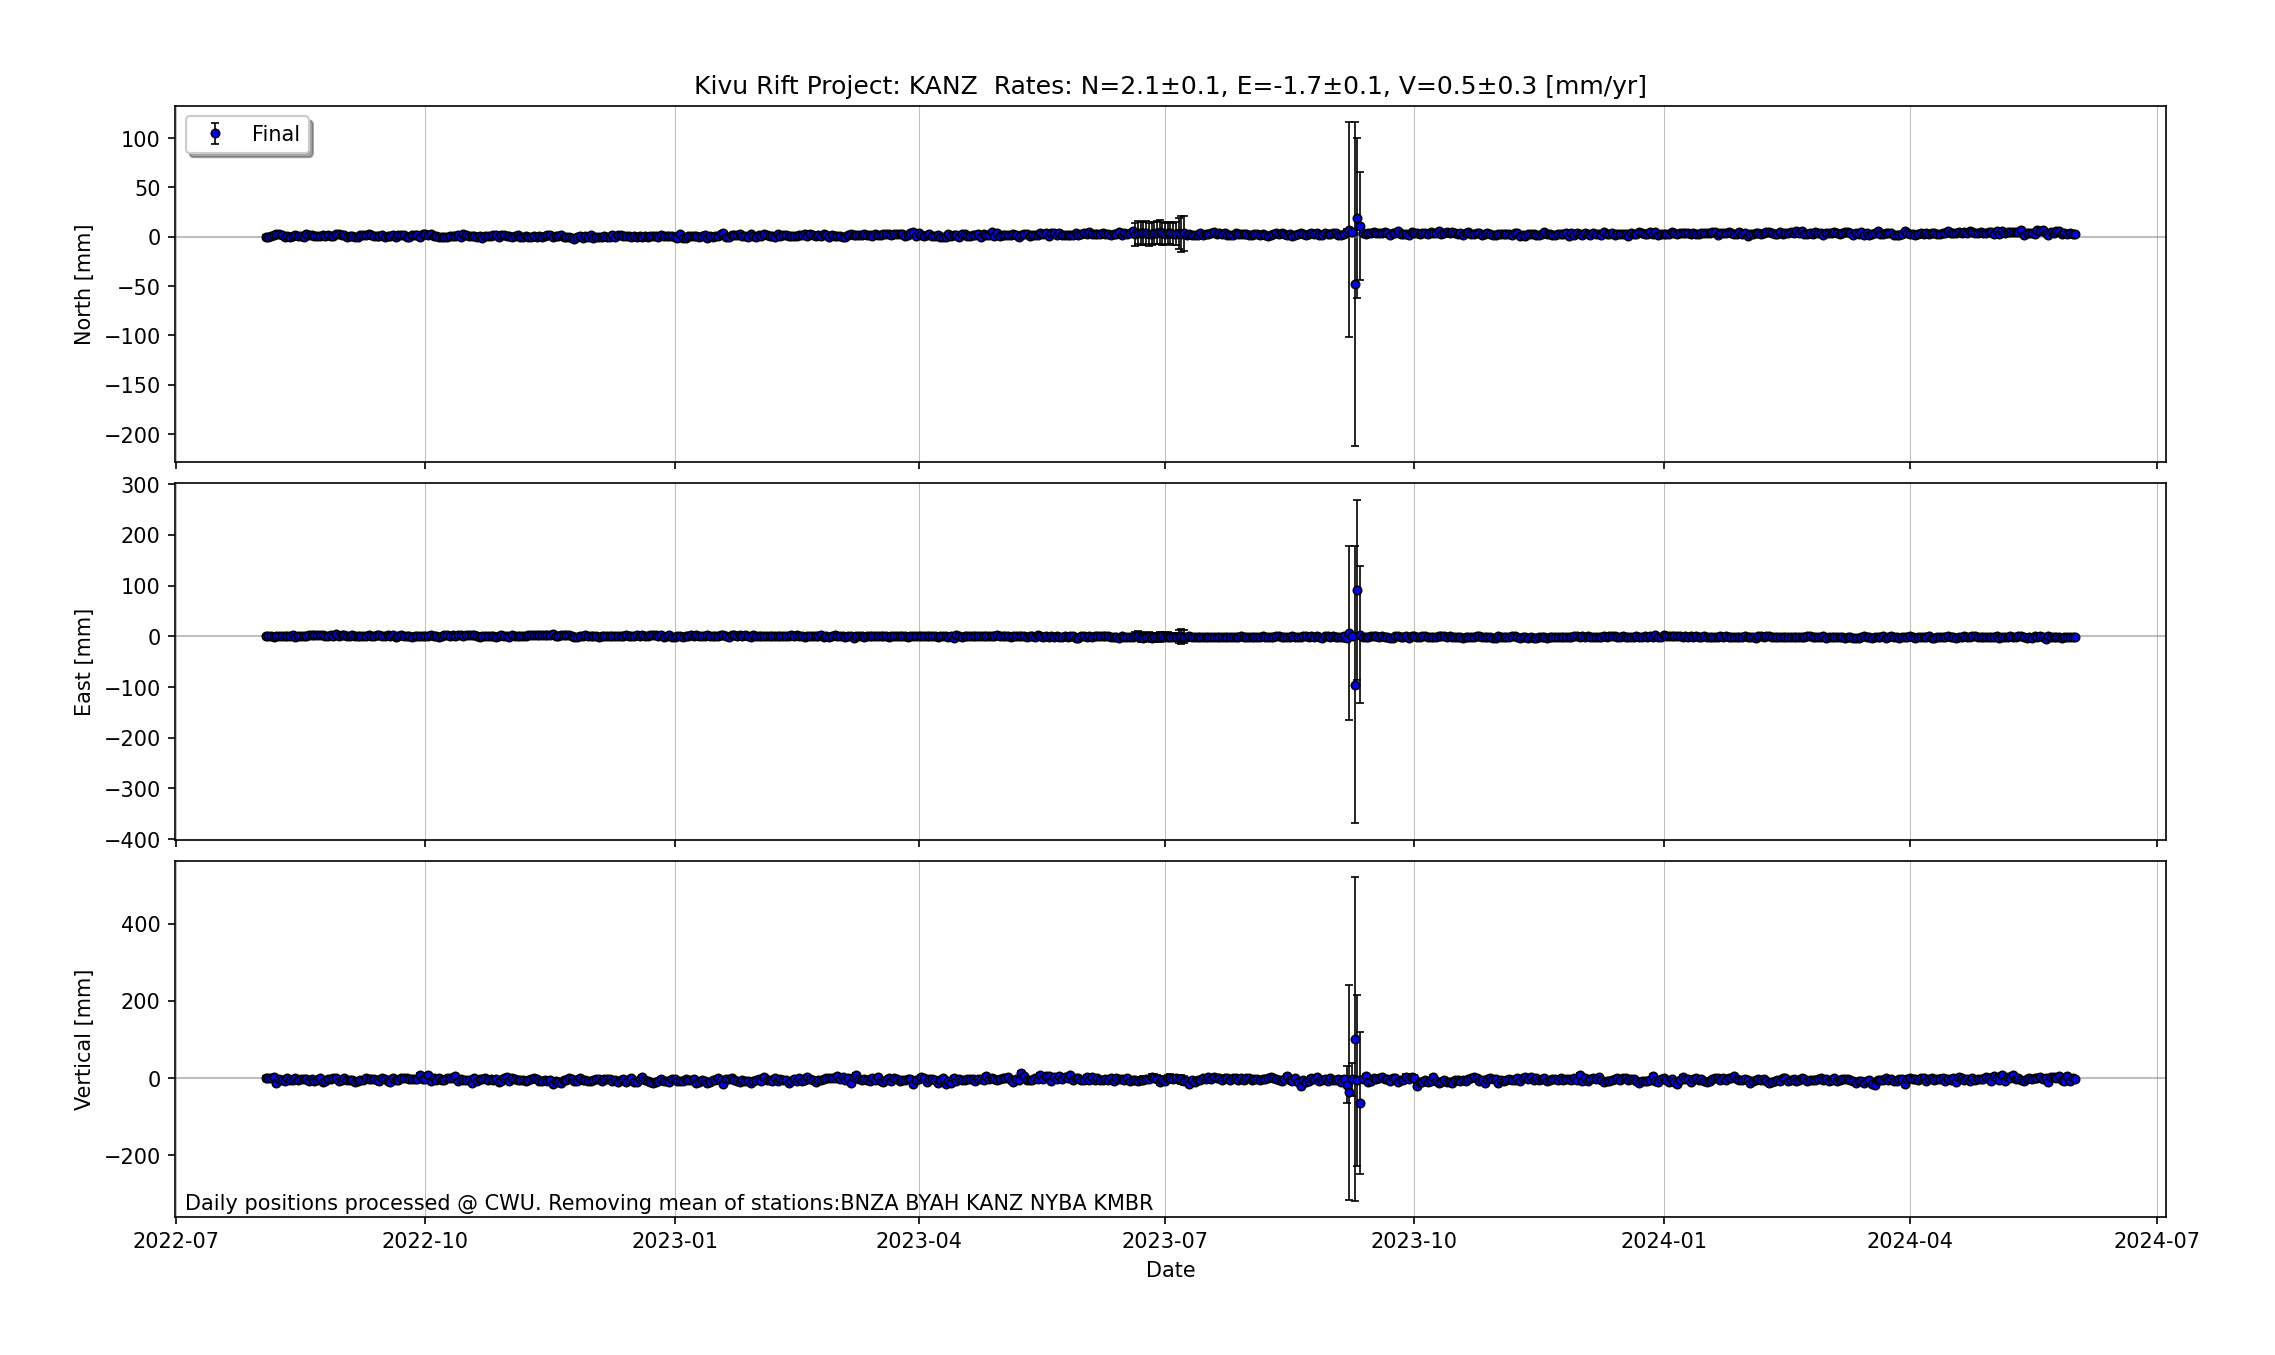 Kivu Rift Project: KANZ  Rates: N=2.1±0.1, E=-1.7±0.1, V=0.5±0.3 [mm/yr]
Final
100
50
0
−50
−100
−150
−200
North [mm]
300
200
100
0
−100
−200
−300
−400
East [mm]
400
200
0
−200
Vertical [mm]
Daily positions processed @ CWU. Removing mean of stations:BNZA BYAH KANZ NYBA KMBR
2022-07 2022-10 2023-01 2023-04 2023-07 2023-10 2024-01 2024-04 2024-07
Date